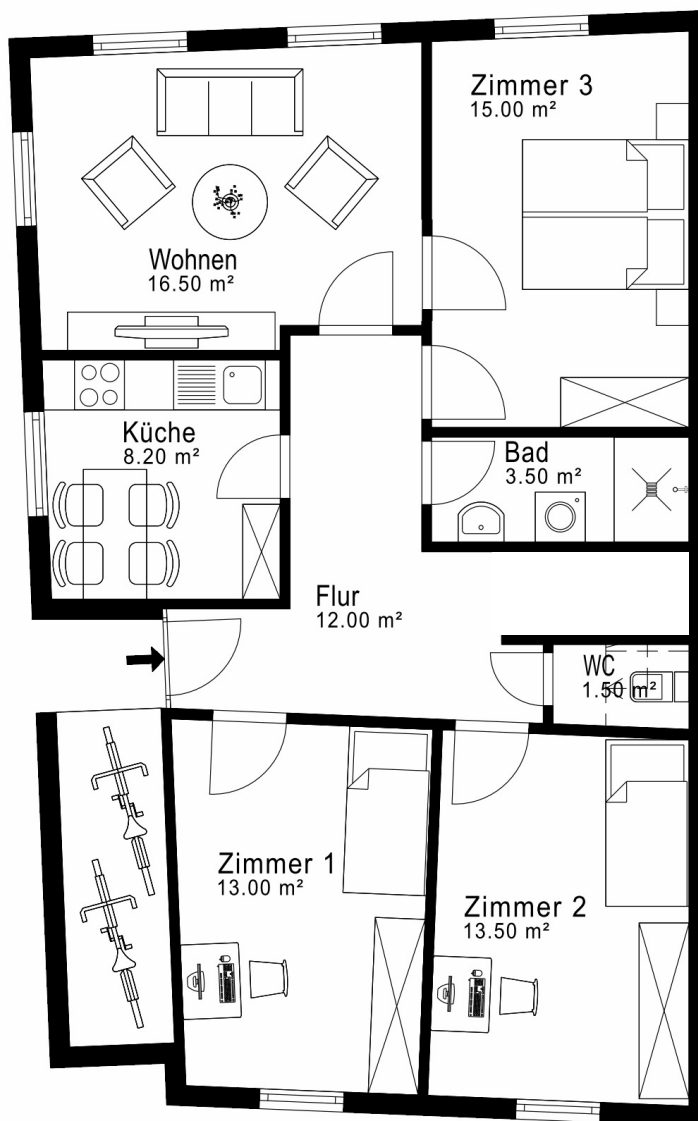 Zimmer 3
15.00 m²
Wohnen
16.50 m²
Küche
8.20 m²
Bad
3.50 m²
Flur
12.00 m²
WC
1.50 m²
Zimmer 1
13.00 m²
Zimmer 2
13.50 m²